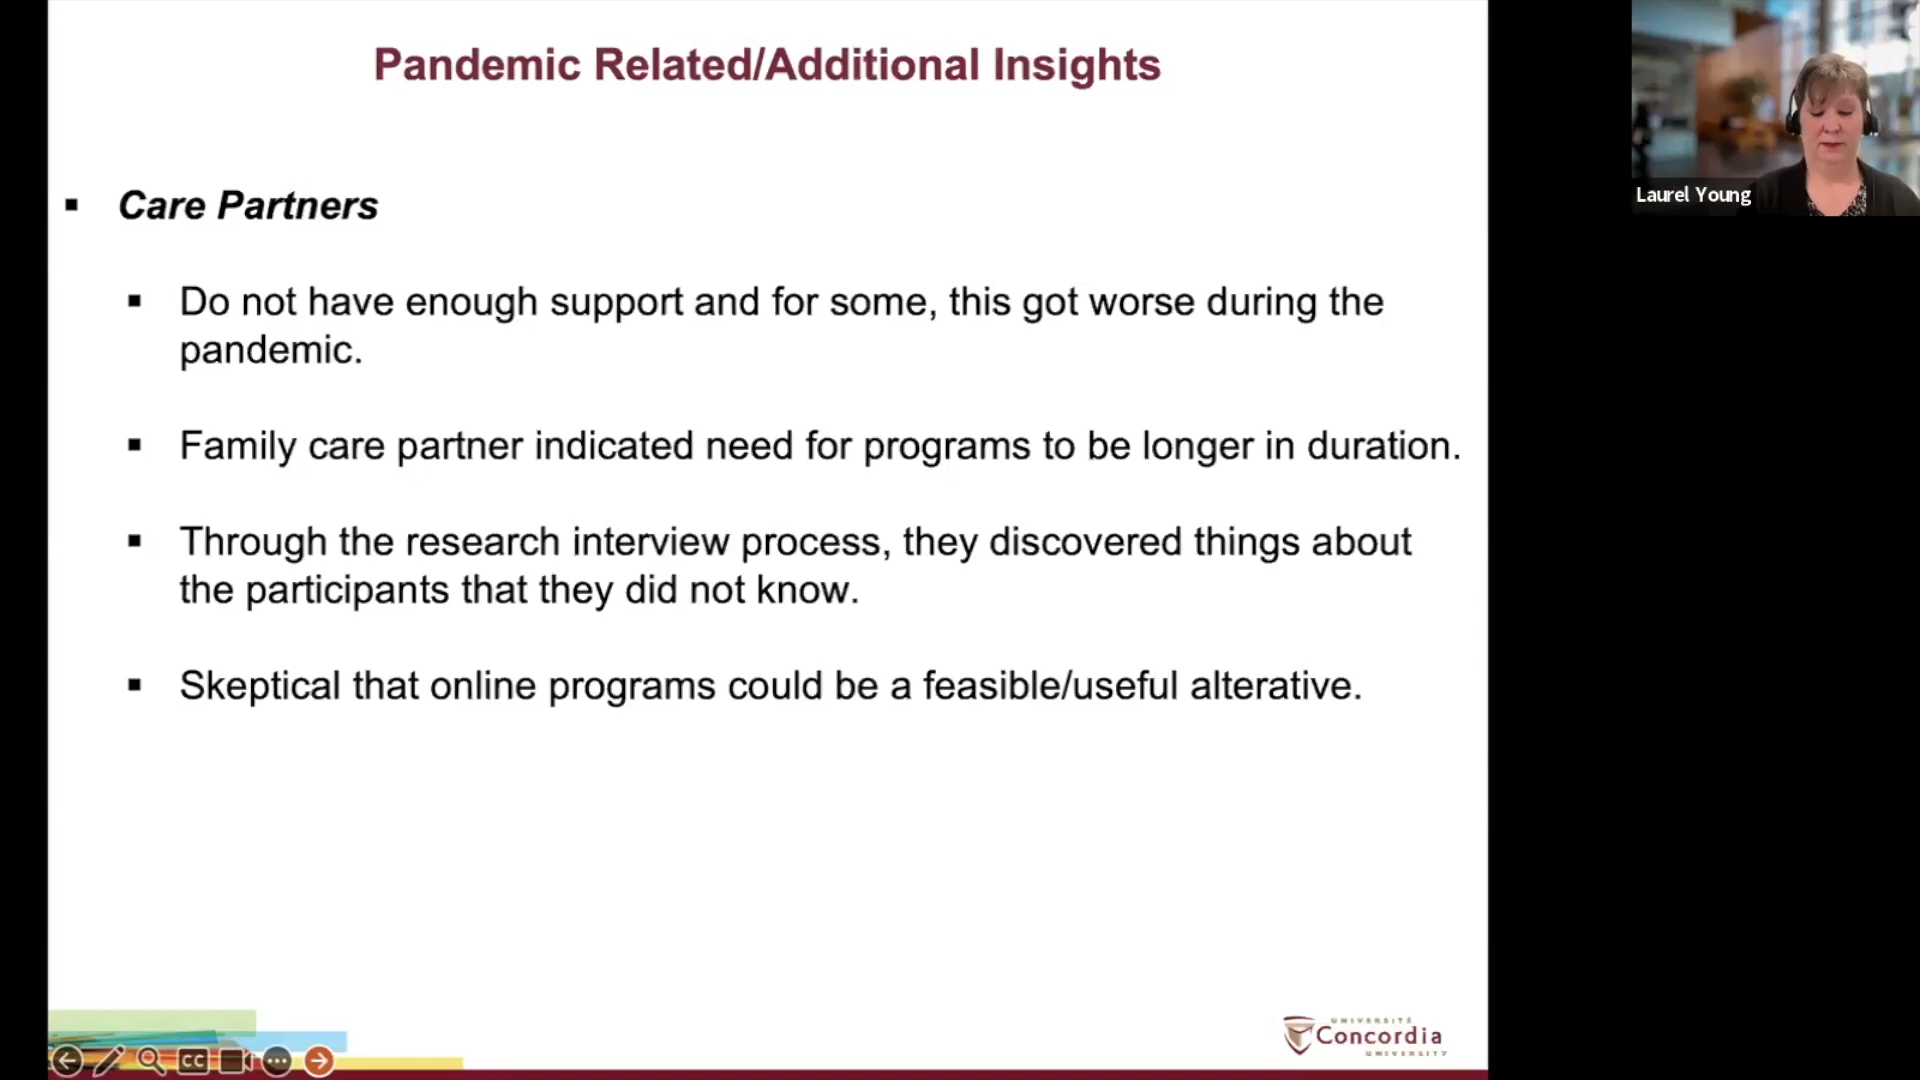 Pandemic Related/Additional Insights
Laurel Young
▪ Care Partners
▪ Do not have enough support and for some, this got worse during the
pandemic.
▪ Family care partner indicated need for programs to be longer in duration.
▪ Through the research interview process, they discovered things about
the participants that they did not know.
▪ Skeptical that online programs could be a feasible/useful alterative.
UNIVERSITÉ
Concordia
UNIVERSITY
CC